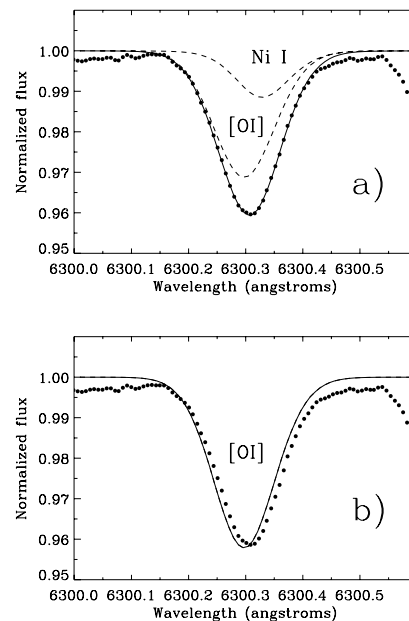 1.00
0.99
0.98
0.97
0.96
0.95
Normalized flux
Ni I
[OI]
a)
6300.0 6300.1 6300.2 6300.3 6300.4 6300.5
Wavelength (angstroms)
1.00
0.99
0.98
0.97
0.96
0.95
Normalized flux
[OI]
b)
6300.0 6300.1 6300.2 6300.3 6300.4 6300.5
Wavelength (angstroms)